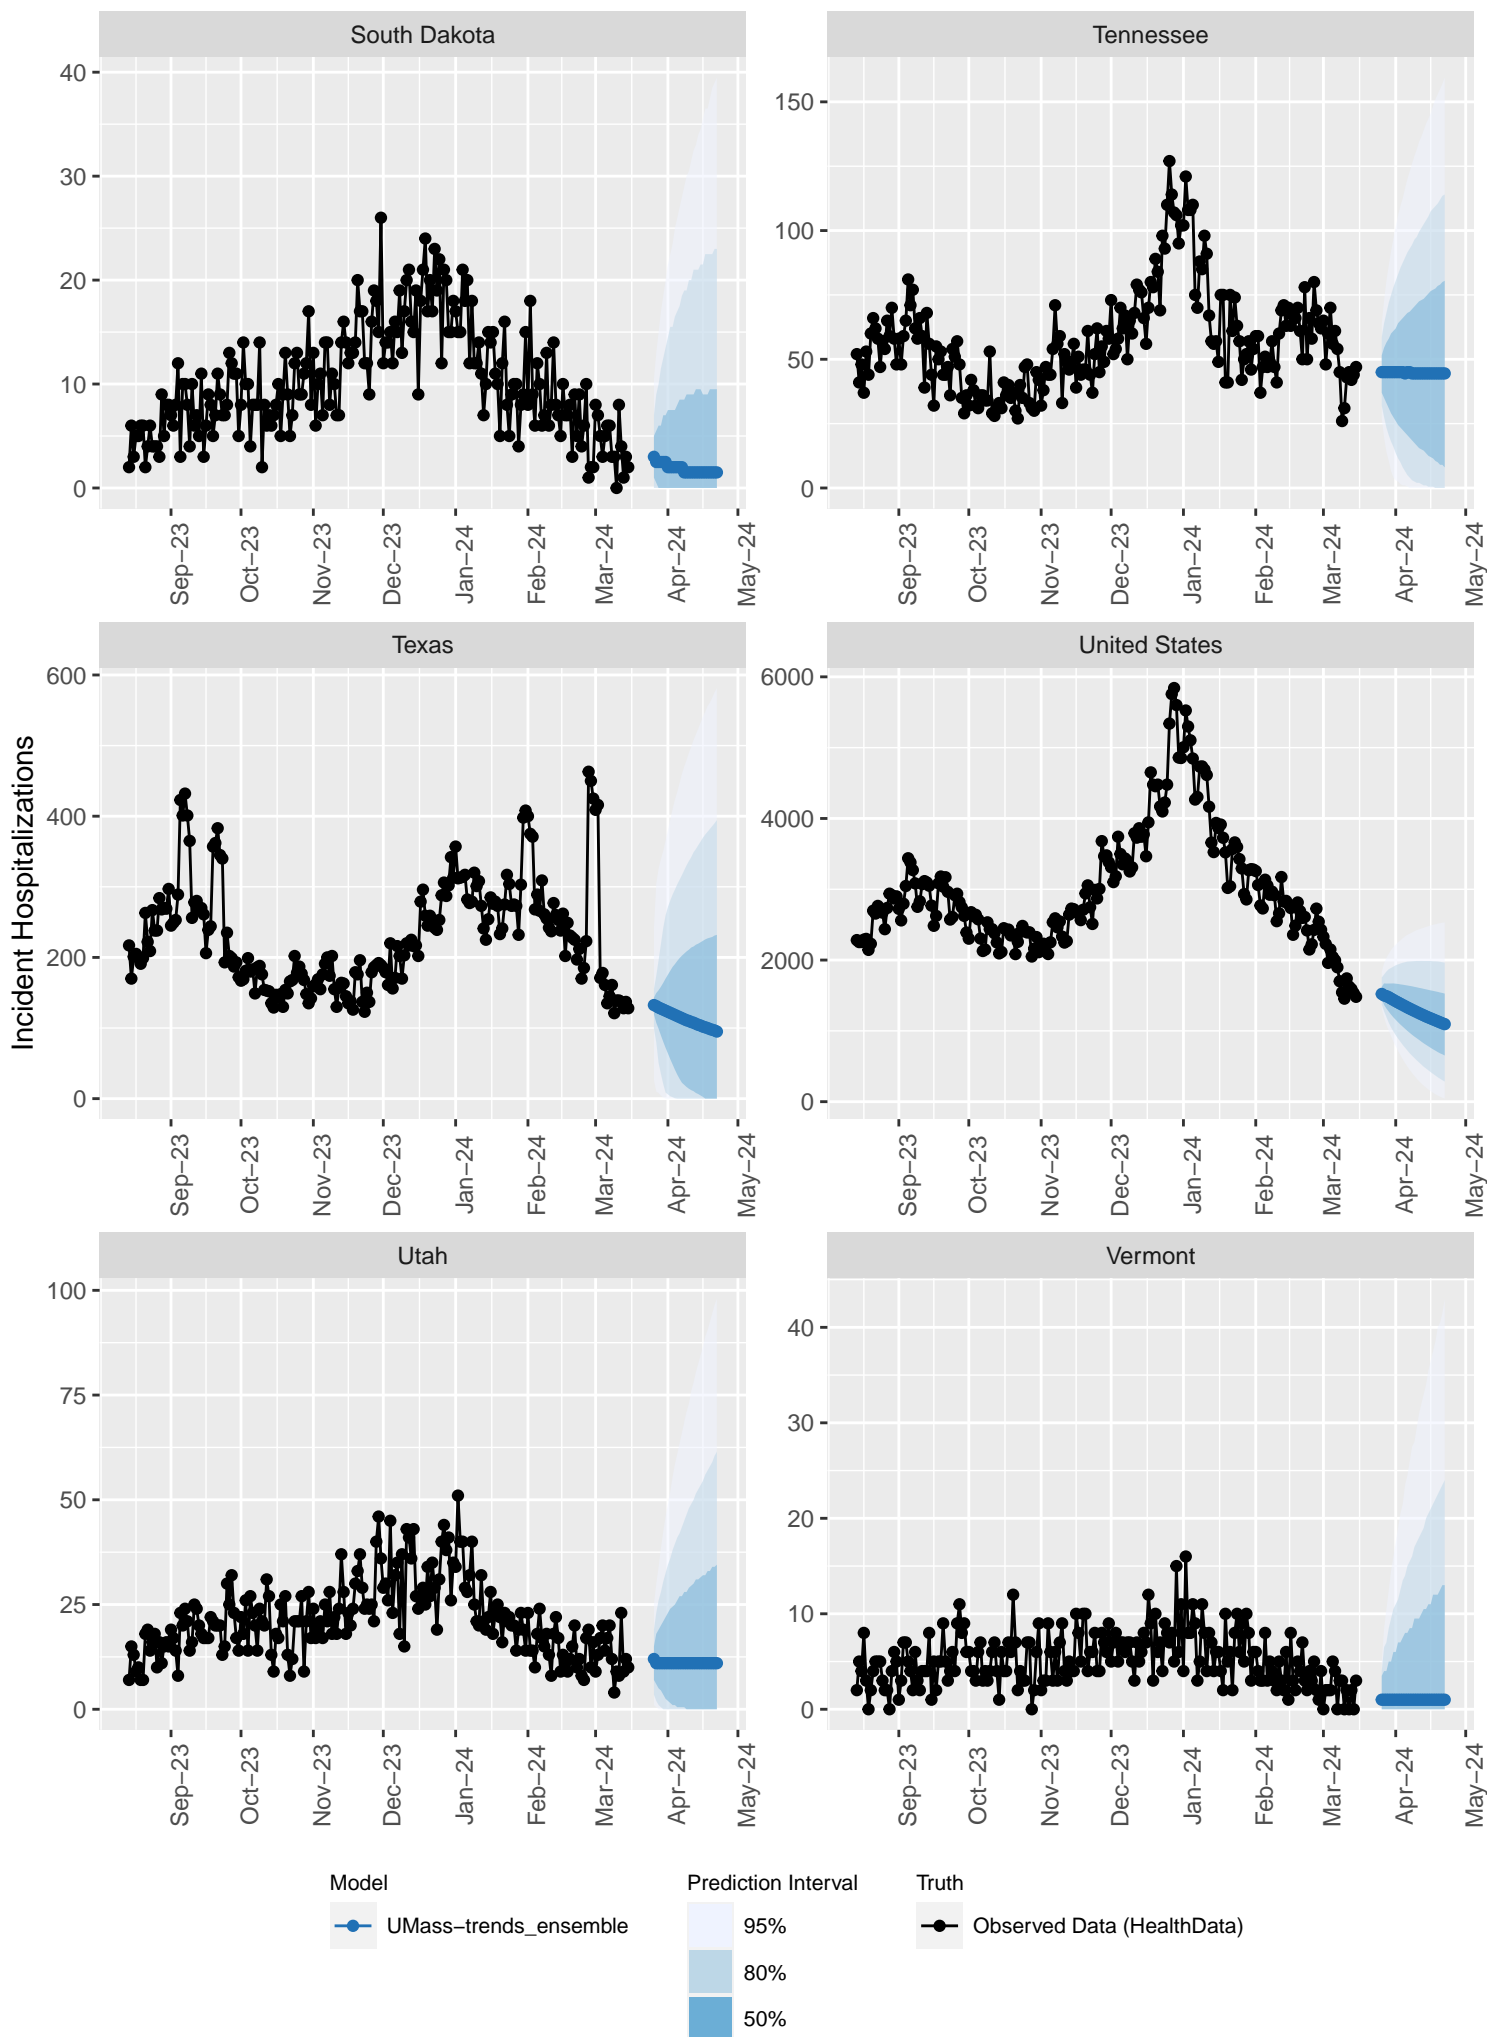 South Dakota
Tennessee
40
30
20
10
0
150
100
50
0
Sep−23
Oct−23
Nov−23
Dec−23
Jan−24
Feb−24
Mar−24
Apr−24
May−24
Sep−23
Oct−23
Nov−23
Dec−23
Jan−24
Feb−24
Mar−24
Apr−24
May−24
Texas
United States
Incident Hospitalizations
600
400
200
0
6000
4000
2000
0
Sep−23
Oct−23
Nov−23
Dec−23
Jan−24
Feb−24
Mar−24
Apr−24
May−24
Sep−23
Oct−23
Nov−23
Dec−23
Jan−24
Feb−24
Mar−24
Apr−24
May−24
Utah
Vermont
100
75
50
25
0
40
30
20
10
0
Sep−23
Oct−23
Nov−23
Dec−23
Jan−24
Feb−24
Mar−24
Apr−24
May−24
Sep−23
Oct−23
Nov−23
Dec−23
Jan−24
Feb−24
Mar−24
Apr−24
May−24
Model
UMass−trends_ensemble
Prediction Interval
95%
80%
50%
Truth
Observed Data (HealthData)